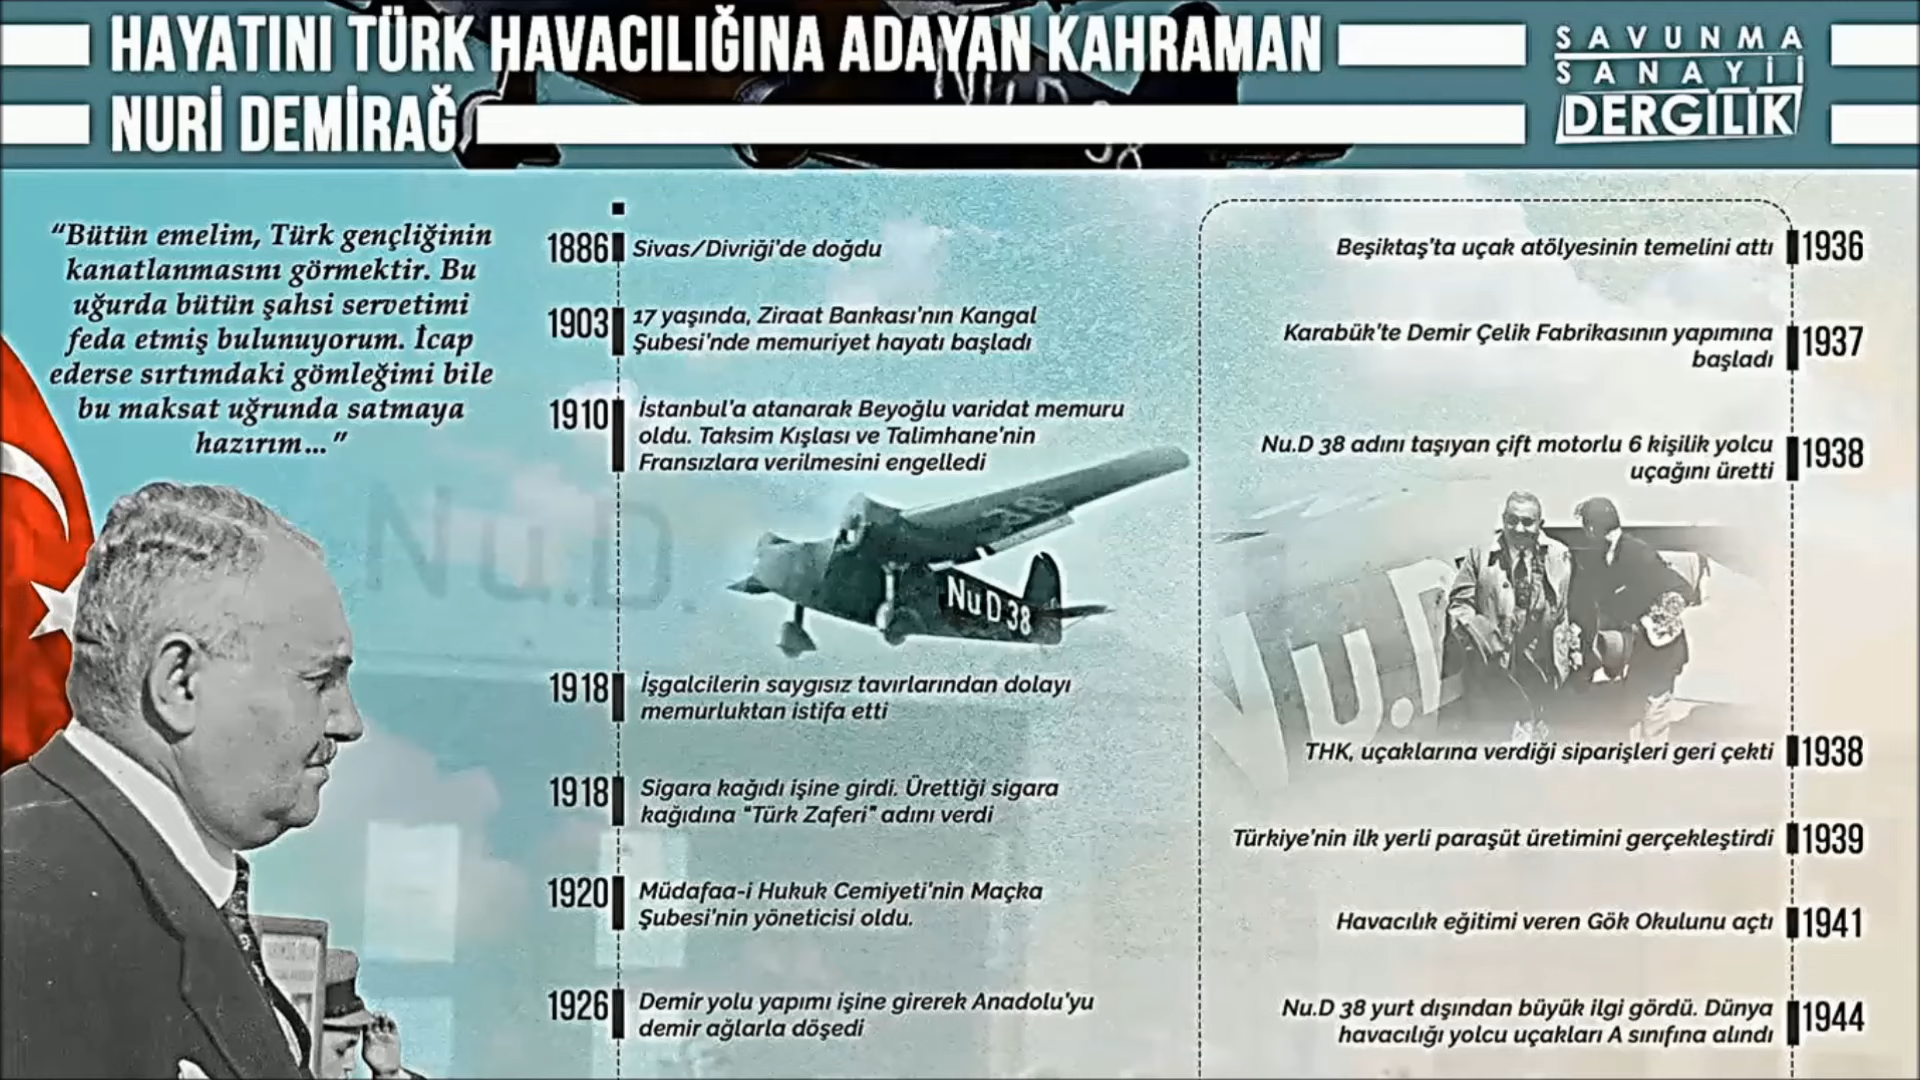 HAYATINI TÜRK HAVACILIĞINA ADAYAN KAHRAMAN
NURİ DEMİRAĞ
SAVUNMA
SANAYİİ
DERGİLİK
“Bütün emelim, Türk gençliğinin
kanatlanmasını görmektir. Bu
uğurda bütün şahsi servetimi
feda etmiş bulunuyorum. İcap
ederse sırtımdaki gömleğimi bile
bu maksat uğrunda satmaya
hazırım...”
1886 Sivas/Divriği'de doğdu
1903 17 yaşında, Ziraat Bankası'nın Kangal
Şubesi'nde memuriyet hayatı başladı
1910 İstanbul'a atanarak Beyoğlu varidat memuru
oldu. Taksim Kışlası ve Talimhane'nin
Fransızlara verilmesini engelledi
Nu.D.
Nu D 38
1918 İşgalcilerin saygısız tavırlarından dolayı
memurluktan istifa etti
1918 Sigara kağıdı işine girdi. Ürettiği sigara
kağıdına "Türk Zaferi" adını verdi
1920 Müdafaa-i Hukuk Cemiyeti'nin Maçka
Şubesi'nin yöneticisi oldu.
1926 Demir yolu yapımı işine girerek Anadolu'yu
demir ağlarla döşedi
Beşiktaş'ta uçak atölyesinin temelini attı 1936
Karabük'te Demir Çelik Fabrikasının yapımına 1937
başladı
Nu.D 38 adını taşıyan çift motorlu 6 kişilik yolcu 1938
uçağını üretti
Nu.D
THK, uçaklarına verdiği siparişleri geri çekti 1938
Türkiye'nin ilk yerli paraşüt üretimini gerçekleştirdi 1939
Havacılık eğitimi veren Gök Okulunu açtı 1941
Nu.D 38 yurt dışından büyük ilgi gördü. Dünya 1944
havacılığı yolcu uçakları A sınıfına alındı